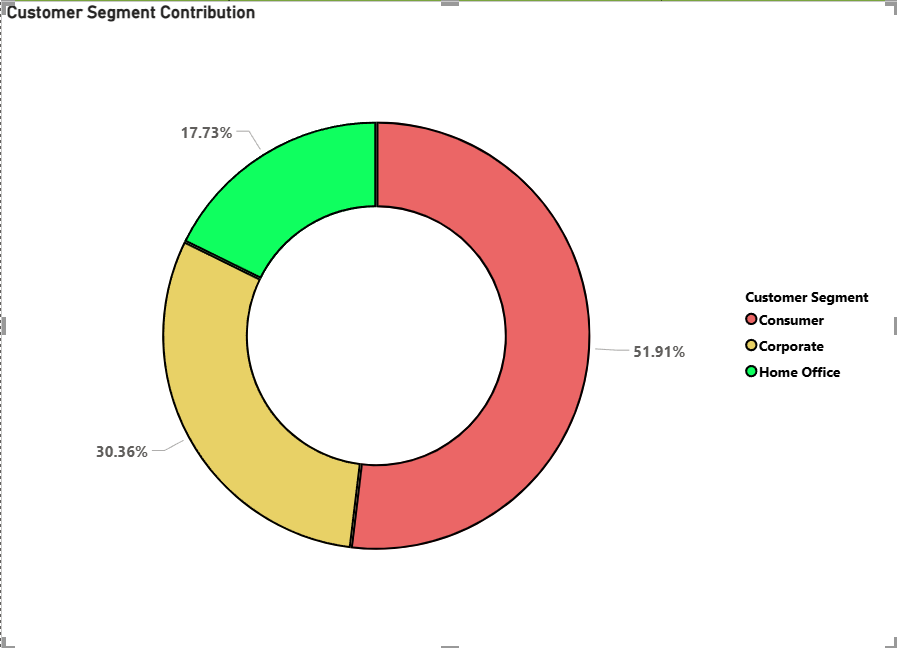 Customer Segment Contribution
17.73%
51.91%
30.36%
Customer Segment
Consumer
Corporate
Home Office